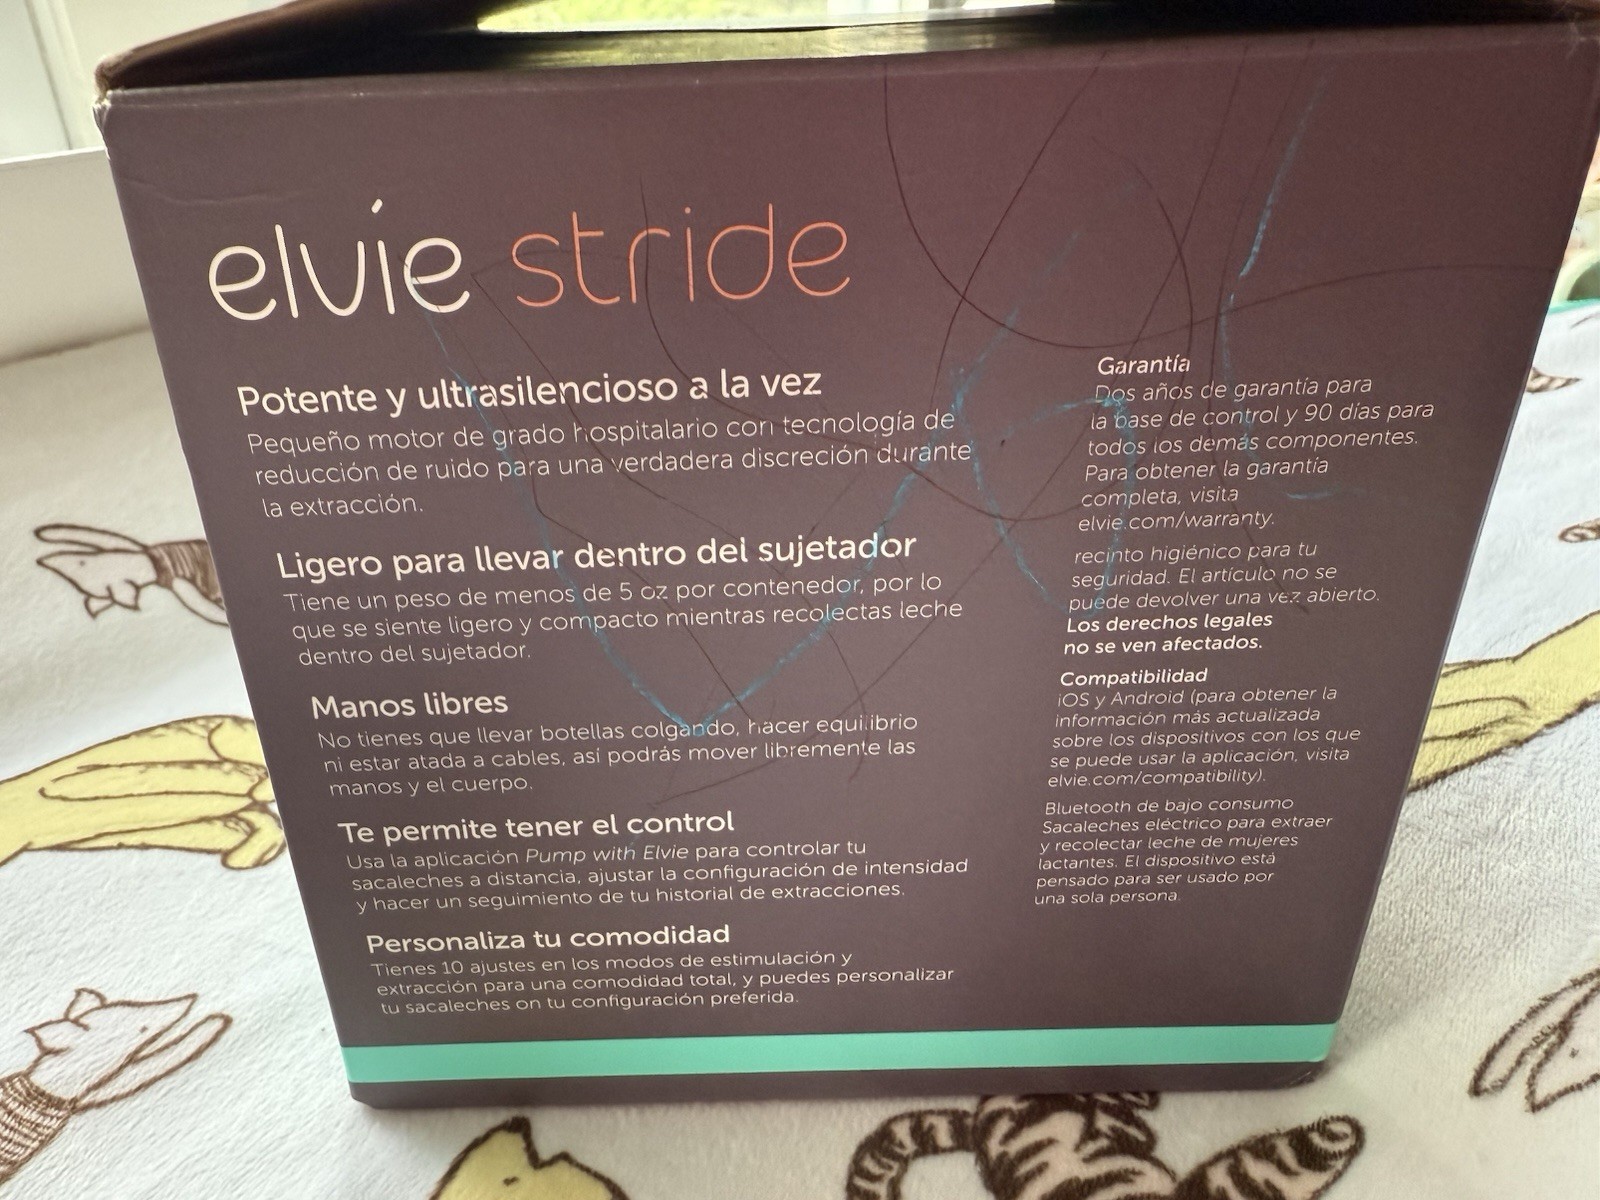 elvie stride
Potente y ultrasilencioso a la vez
Pequeño motor de grado hospitalario con tecnología de
reducción de ruido para una verdadera discreción durante
la extracción.
Ligero para llevar dentro del sujetador
Tiene un peso de menos de 5 oz por contenedor, por lo
que se siente ligero y compacto mientras recolectas leche
dentro del sujetador.
Manos libres
No tienes que llevar botellas colgando, hacer equilibrio
ni estar atada a cables, así podrás mover libremente las
manos y el cuerpo.
Te permite tener el control
Usa la aplicación Pump with Elvie para controlar tu
sacaleches a distancia, ajustar la configuración de intensidad
y hacer un seguimiento de tu historial de extracciones.
Personaliza tu comodidad
Tienes 10 ajustes en los modos de estimulación y
extracción para una comodidad total, y puedes personalizar
tu sacaleches on tu configuración preferida.
Garantía
Dos años de garantía para
la base de control y 90 días para
todos los demás componentes.
Para obtener la garantía
completa, visita
elvie.com/warranty.
recinto higiénico para tu
seguridad. El artículo no se
puede devolver una vez abierto.
Los derechos legales
no se ven afectados.
Compatibilidad
iOS y Android (para obtener la
información más actualizada
sobre los dispositivos con los que
se puede usar la aplicación, visita
elvie.com/compatibility).
Bluetooth de bajo consumo
Sacaleches eléctrico para extraer
y recolectar leche de mujeres
lactantes. El dispositivo está
pensado para ser usado por
una sola persona.